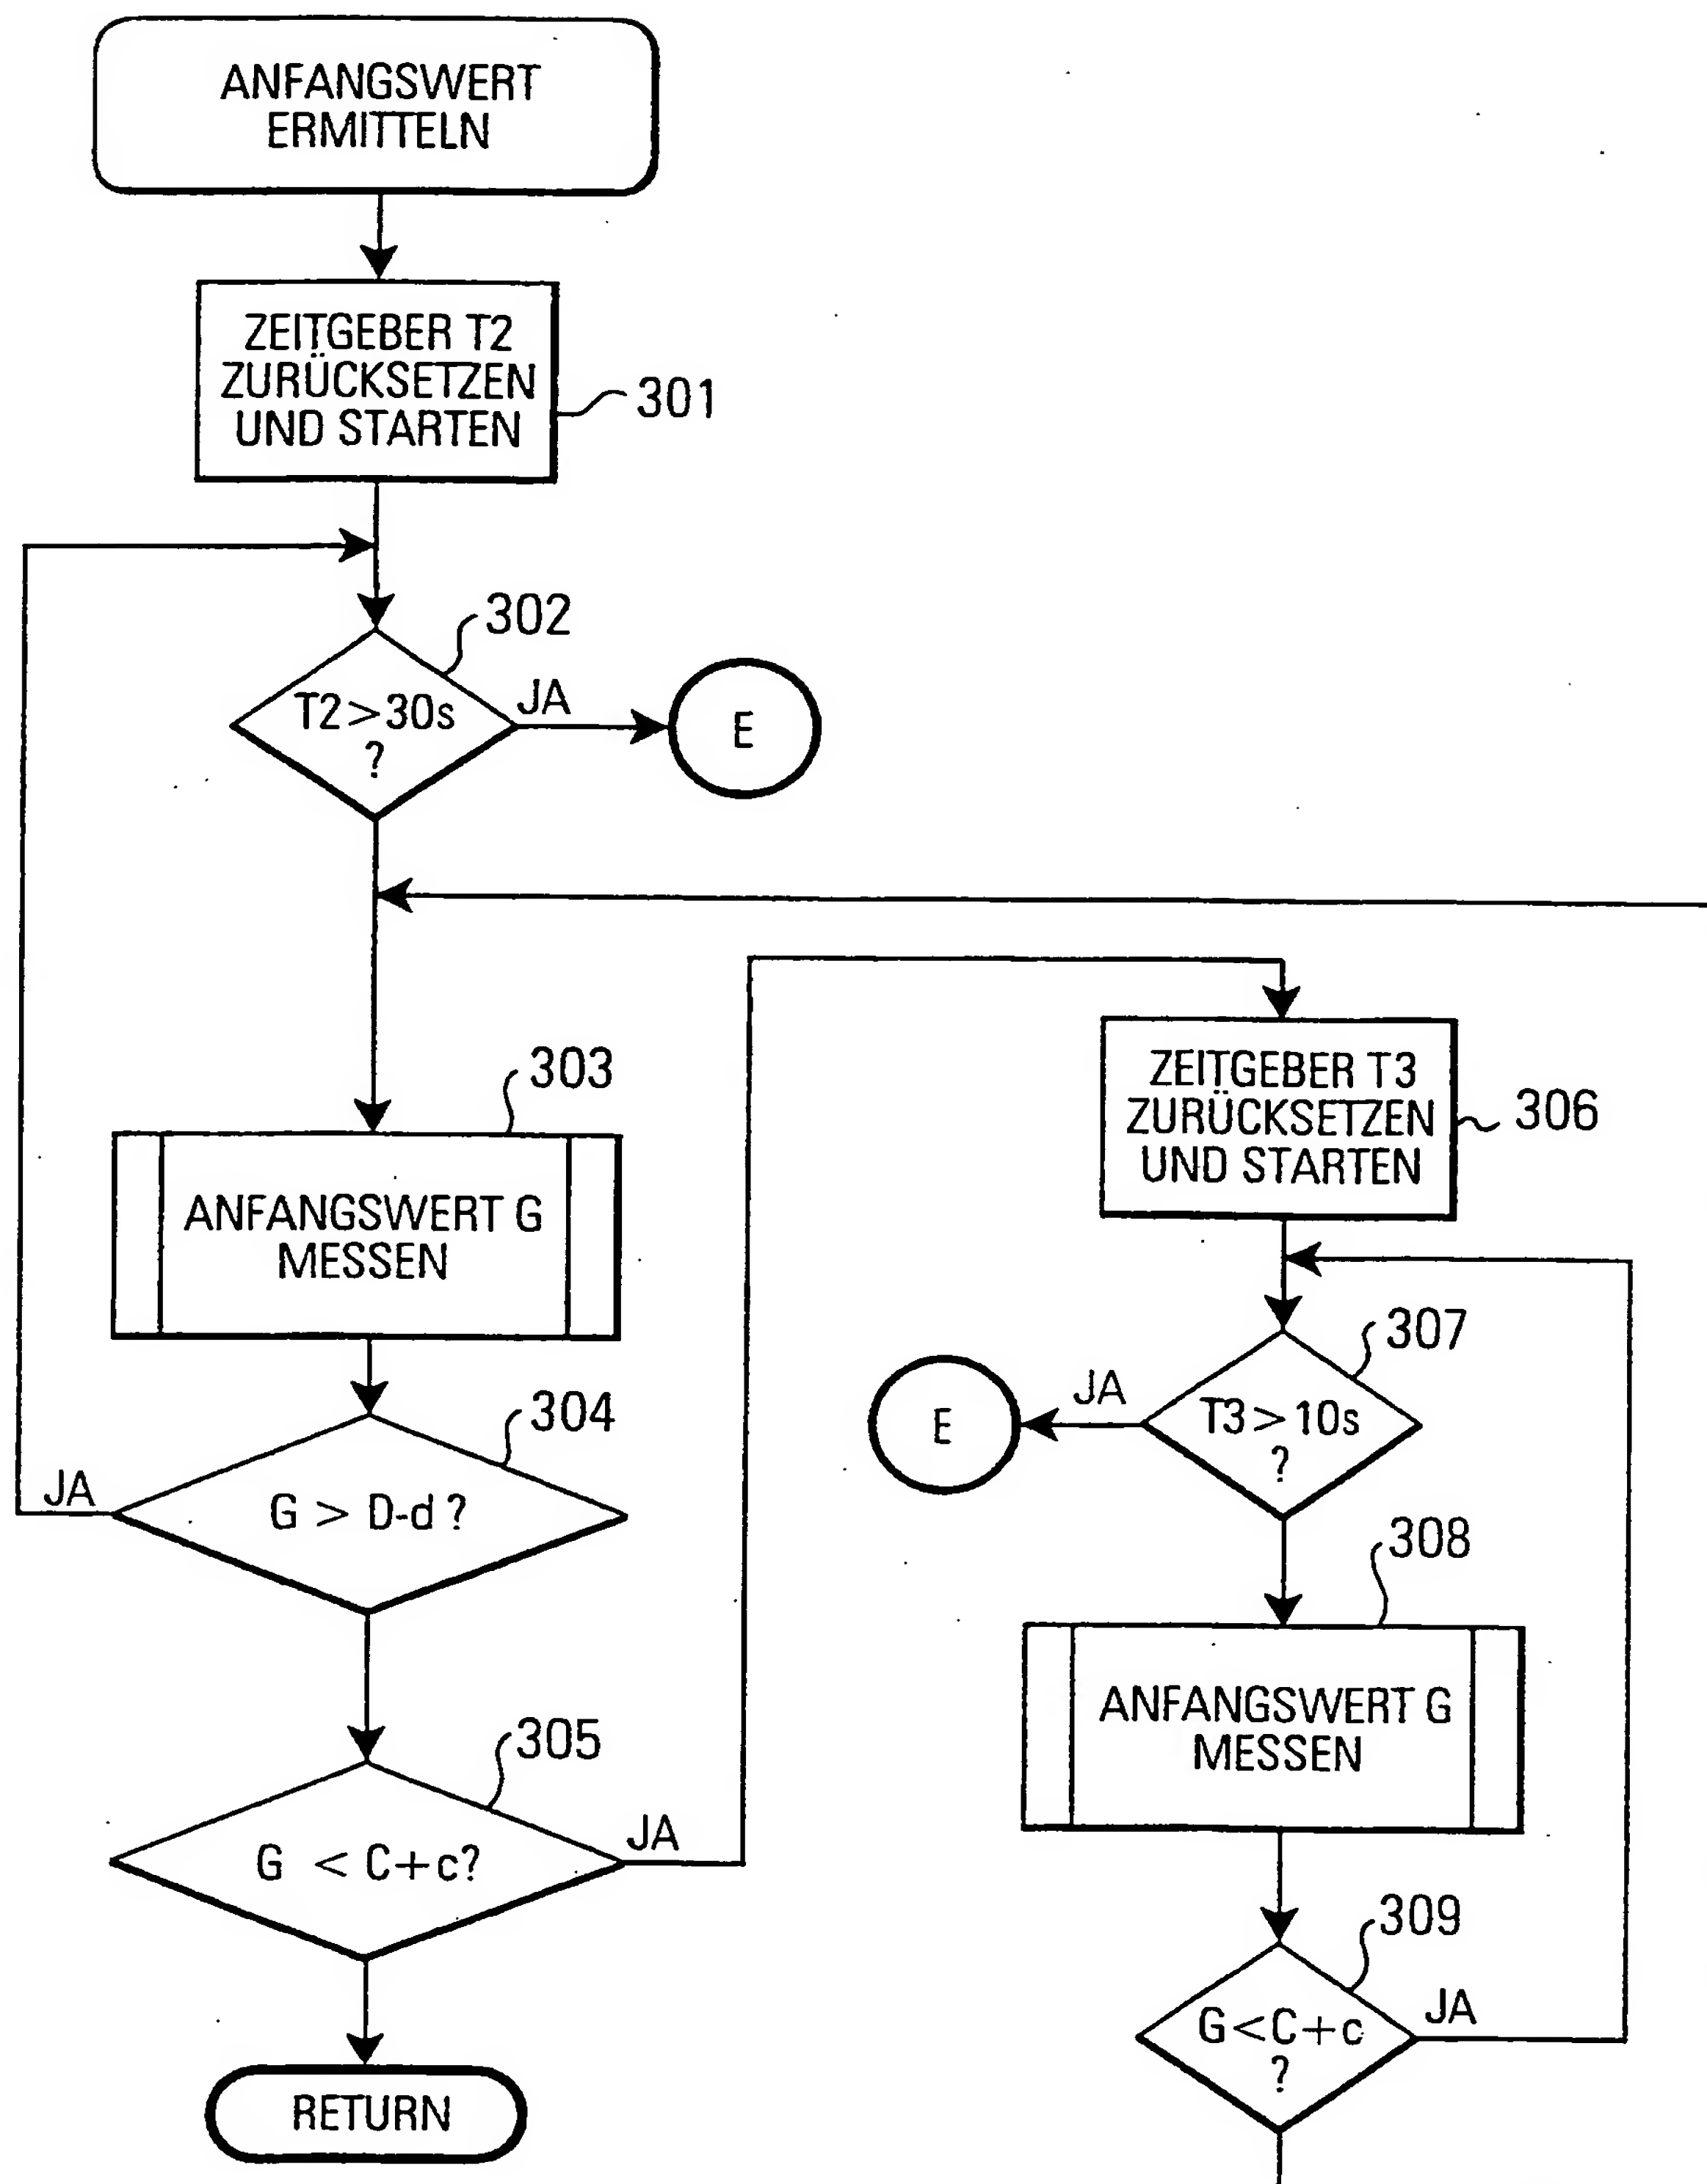 ANFANGSWERT
ERMITTELN
ZEITGEBER T2
ZURÜCKSETZEN
UND STARTEN
301
302
T2>30s
?
JA
E
303
ANFANGSWERT G
MESSEN
304
JA
G > D-d ?
305
G < C+c?
JA
RETURN
ZEITGEBER T3
ZURÜCKSETZEN
UND STARTEN
306
307
T3>10s
?
JA
E
308
ANFANGSWERT G
MESSEN
309
G<C+c
?
JA